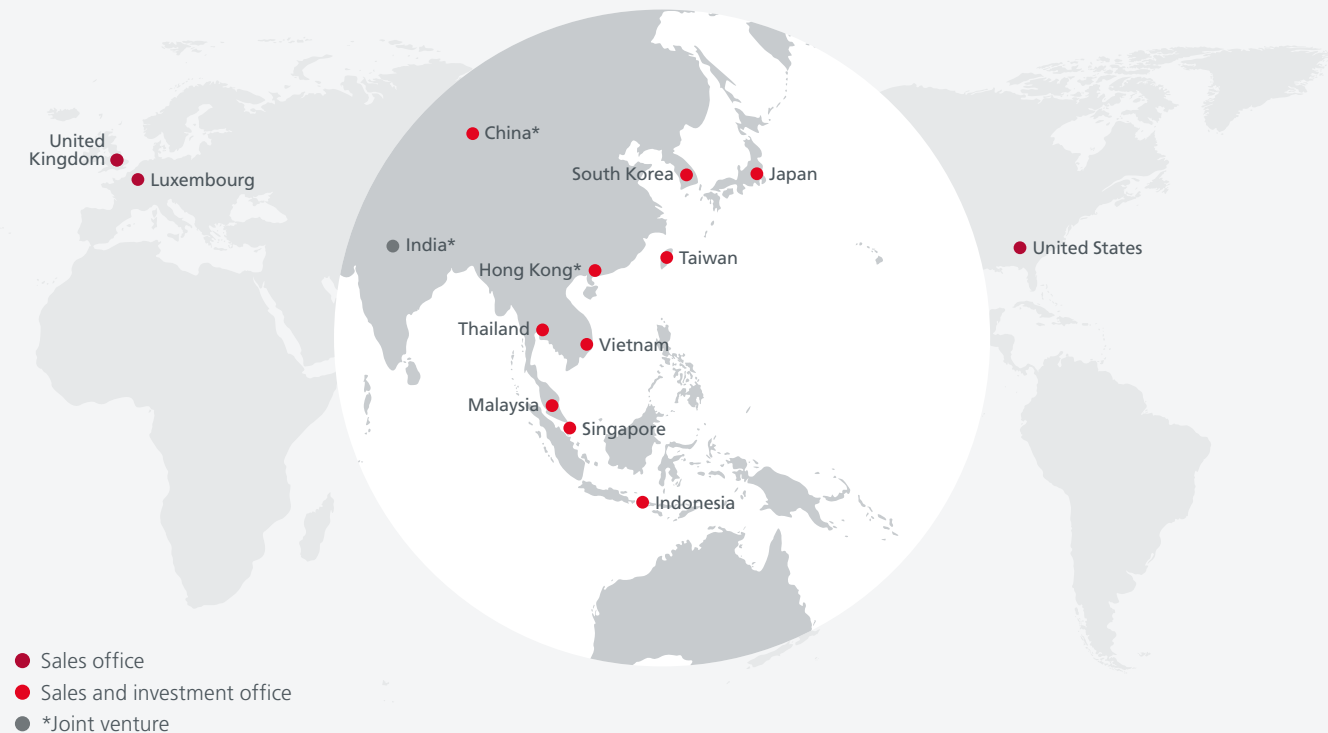 United
Kingdom
Luxembourg
China*
South Korea
Japan
India*
Hong Kong*
Taiwan
United States
Thailand
Vietnam
Malaysia
Singapore
Indonesia
Sales office
Sales and investment office
*Joint venture